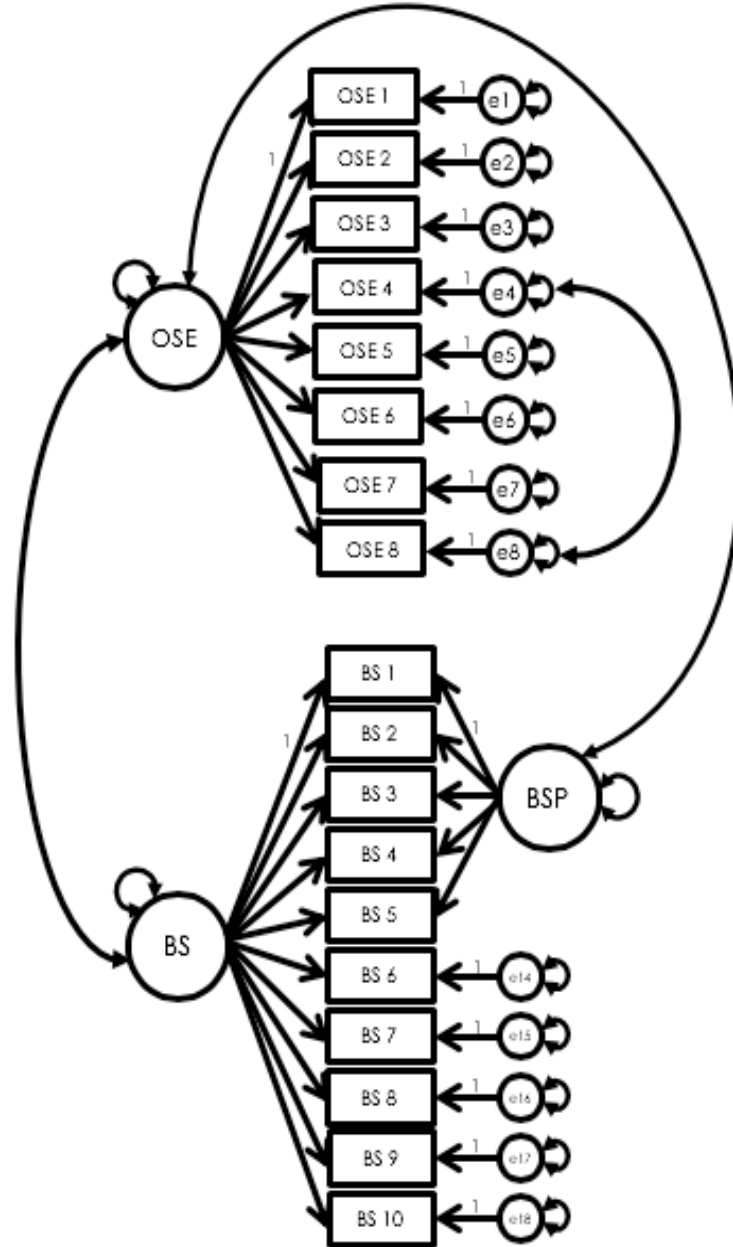 OSE 1
1
1
e1
OSE 2
1
e2
OSE 3
1
e3
OSE 4
1
e4
OSE
OSE 5
1
e5
OSE 6
1
e6
OSE 7
1
e7
OSE 8
1
e8
BS 1
1
1
BS 2
BS 3
BSP
BS 4
BS 5
BS
BS 6
1
e14
BS 7
1
e15
BS 8
1
e16
BS 9
1
e17
BS 10
1
e18